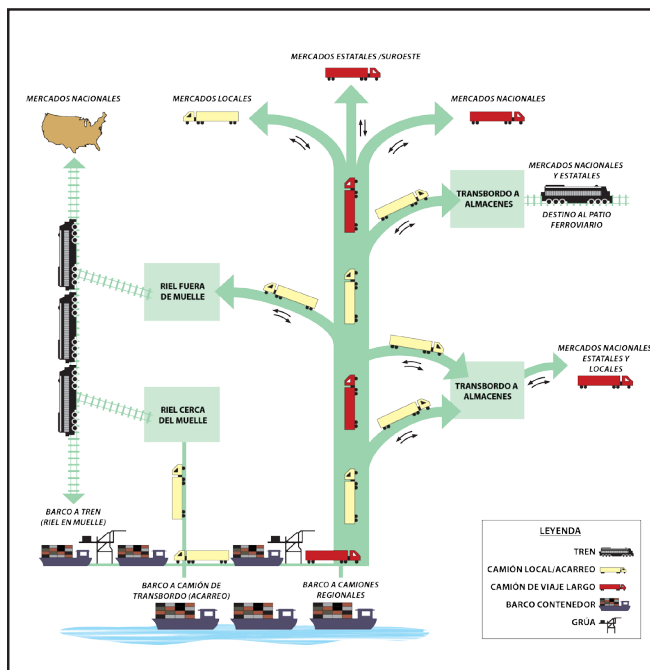 MERCADOS ESTATALES /SUROESTE
MERCADOS NACIONALES
MERCADOS LOCALES
MERCADOS NACIONALES
MERCADOS NACIONALES
Y ESTATALES
TRANSBORDO A
ALMACENES
DESTINO AL PATIO
FERROVIARIO
RIEL FUERA
DE MUELLE
MERCADOS NACIONALES
ESTATALES Y
LOCALES
TRANSBORDO A
ALMACENES
RIEL CERCA
DEL MUELLE
BARCO A TREN
(RIEL EN MUELLE)
BARCO A CAMIÓN DE
TRANSBORDO (ACARREO)
BARCO A CAMIONES
REGIONALES
LEYENDA
TREN
CAMIÓN LOCAL/ACARREO
CAMIÓN DE VIAJE LARGO
BARCO CONTENEDOR
GRÚA